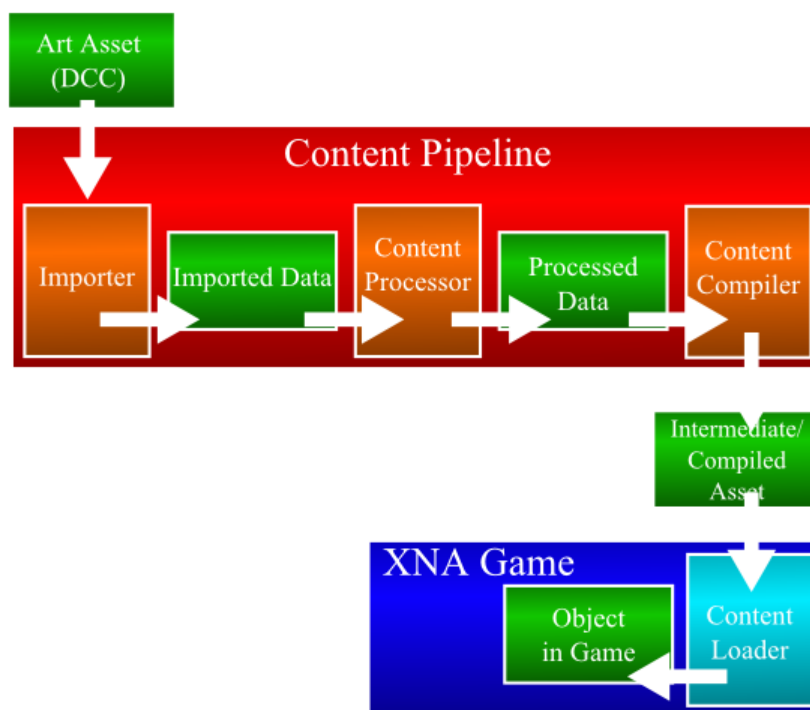 Art Asset
(DCC)
Content Pipeline
Importer
Imported Data
Content
Processor
Processed
Data
Content
Compiler
Intermediate/
Compiled
Asset
XNA Game
Object
in Game
Content
Loader